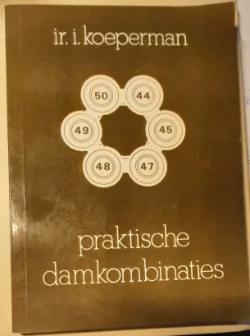 ir. i. koeperman
50 44
49 45
48 47
praktische
damkombinaties